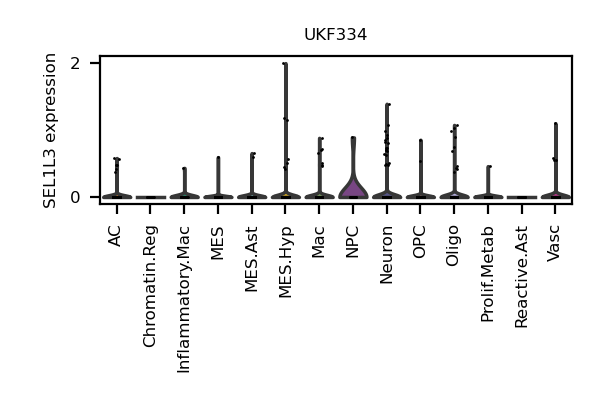 UKF334
SEL1L3 expression
2
0
AC
Chromatin.Reg
Inflammatory.Mac
MES
MES.Ast
MES.Hyp
Mac
NPC
Neuron
OPC
Oligo
Prolif.Metab
Reactive.Ast
Vasc